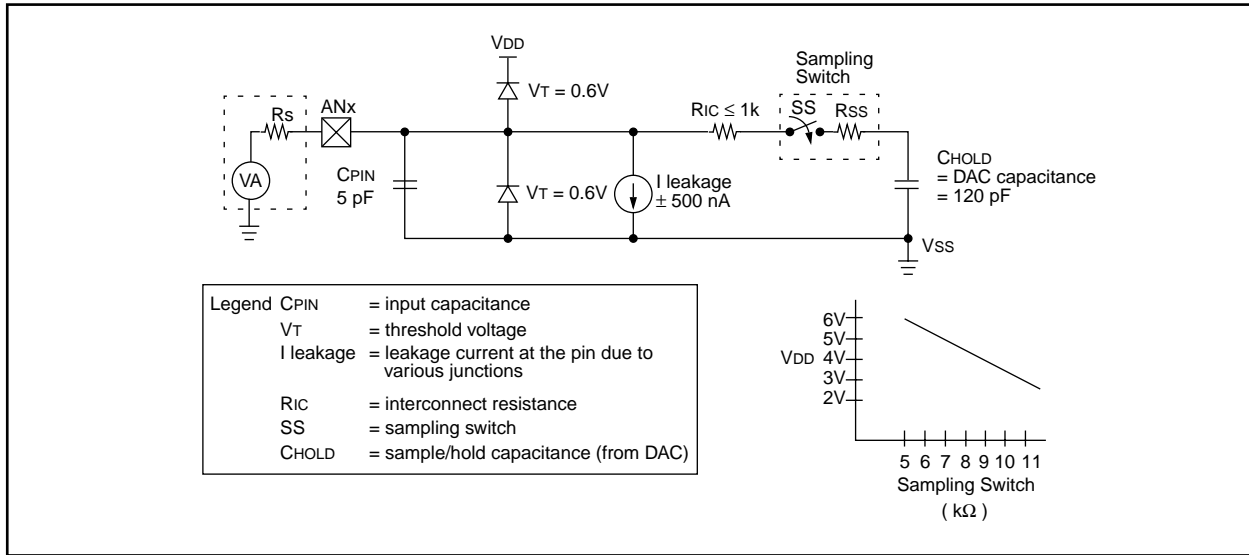 VDD
Sampling
Switch
VT = 0.6V
ANx
RS
RIC ≤ 1k
SS
RSS
VA
CPIN
5 pF
VT = 0.6V
I leakage
± 500 nA
CHOLD
= DAC capacitance
= 120 pF
VSS
Legend CPIN = input capacitance
VT = threshold voltage
I leakage = leakage current at the pin due to
various junctions
RIC = interconnect resistance
SS = sampling switch
CHOLD = sample/hold capacitance (from DAC)
6V
5V
VDD 4V
3V
2V
5 6 7 8 9 10 11
Sampling Switch
( kΩ )